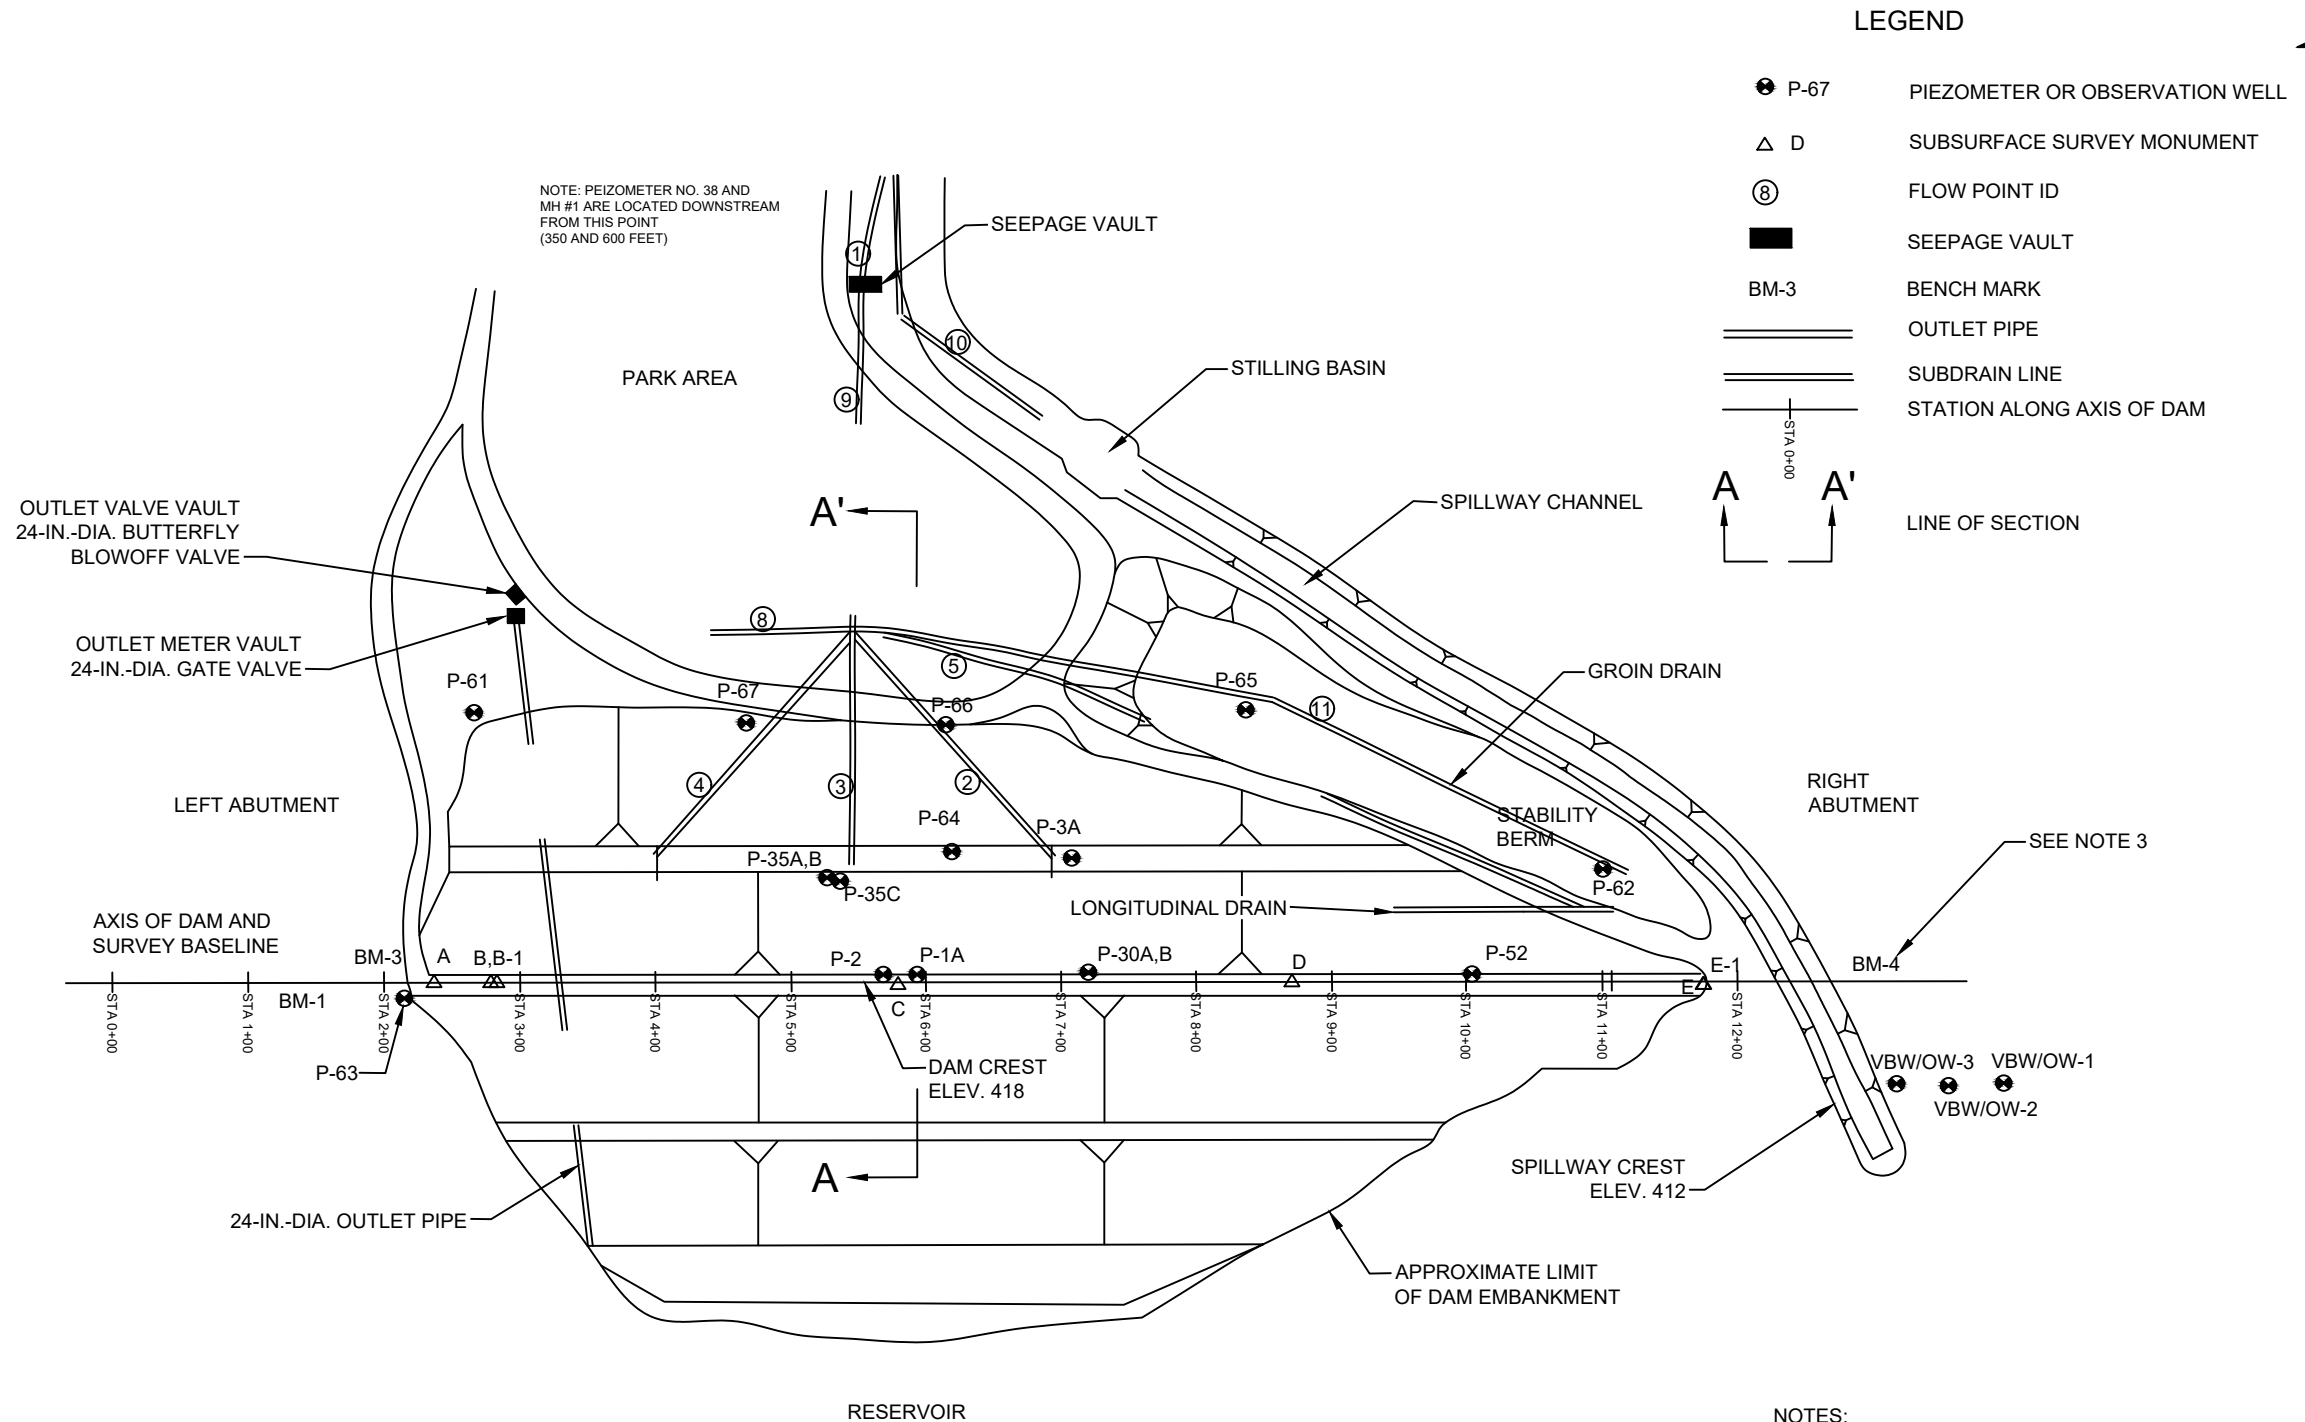 LEGEND
P-67
PIEZOMETER OR OBSERVATION WELL
D
SUBSURFACE SURVEY MONUMENT
8
FLOW POINT ID
SEEPAGE VAULT
BM-3
BENCH MARK
OUTLET PIPE
SUBDRAIN LINE
STATION ALONG AXIS OF DAM
STA 0+00
A
A'
LINE OF SECTION
NOTE: PEIZOMETER NO. 38 AND
MH #1 ARE LOCATED DOWNSTREAM
FROM THIS POINT
(350 AND 600 FEET)
1
SEEPAGE VAULT
10
STILLING BASIN
PARK AREA
9
SPILLWAY CHANNEL
A'
OUTLET VALVE VAULT
24-IN.-DIA. BUTTERFLY
BLOWOFF VALVE
OUTLET METER VAULT
24-IN.-DIA. GATE VALVE
8
5
GROIN DRAIN
P-61
P-67
P-66
P-65
11
4
3
2
LEFT ABUTMENT
RIGHT
ABUTMENT
P-64
P-3A
STABILITY
BERM
SEE NOTE 3
P-35A,B
P-35C
P-62
LONGITUDINAL DRAIN
AXIS OF DAM AND
SURVEY BASELINE
BM-3
A
B,B-1
P-2
P-1A
P-30A,B
D
P-52
E-1
BM-4
BM-1
C
E
STA 0+00
STA 1+00
STA 2+00
STA 3+00
STA 4+00
STA 5+00
STA 6+00
STA 7+00
STA 8+00
STA 9+00
STA 10+00
STA 11+00
STA 12+00
P-63
DAM CREST
ELEV. 418
VBW/OW-3
VBW/OW-1
VBW/OW-2
A
SPILLWAY CREST
ELEV. 412
24-IN.-DIA. OUTLET PIPE
APPROXIMATE LIMIT
OF DAM EMBANKMENT
RESERVOIR
NOTES: